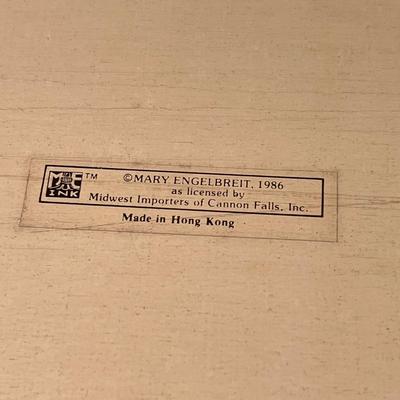 ME INK ™
©MARY ENGELBREIT, 1986
as licensed by
Midwest Importers of Cannon Falls, Inc.
Made in Hong Kong